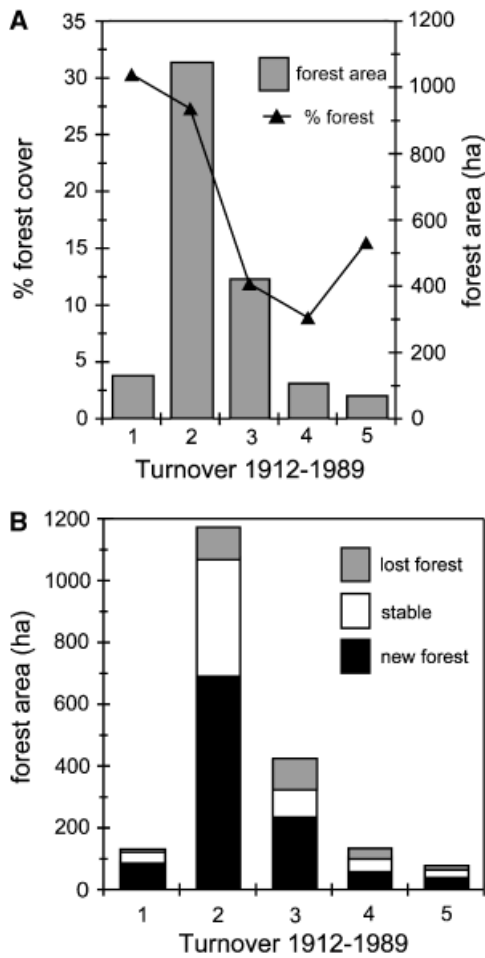 A
% forest cover
35
30
25
20
15
10
5
0
forest area
% forest
1200
1000
800
600
400
200
0
forest area (ha)
1 2 3 4 5
Turnover 1912-1989
B
forest area (ha)
1200
1000
800
600
400
200
0
lost forest
stable
new forest
1 2 3 4 5
Turnover 1912-1989